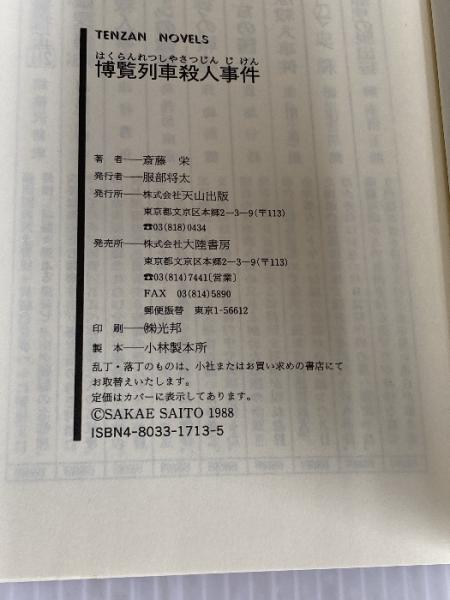 TENZAN NOVELS
はくらんれつしやさつじんじけん
博覧列車殺人事件
著者―斎藤 栄
発行者―服部将太
発行所―株式会社天山出版
東京都文京区本郷2―3―9(〒113)
☎03(818)0434
発売所―株式会社大陸書房
東京都文京区本郷2―3―9(〒113)
☎03(814)7441〔営業〕
FAX 03(814)5890
郵便振替 東京1-56612
印刷―㈱光邦
製本―小林製本所
乱丁・落丁のものは、小社またはお買い求めの書店にて
お取替えいたします。
定価はカバーに表示してあります。
©SAKAE SAITO 1988
ISBN4-8033-1713-5